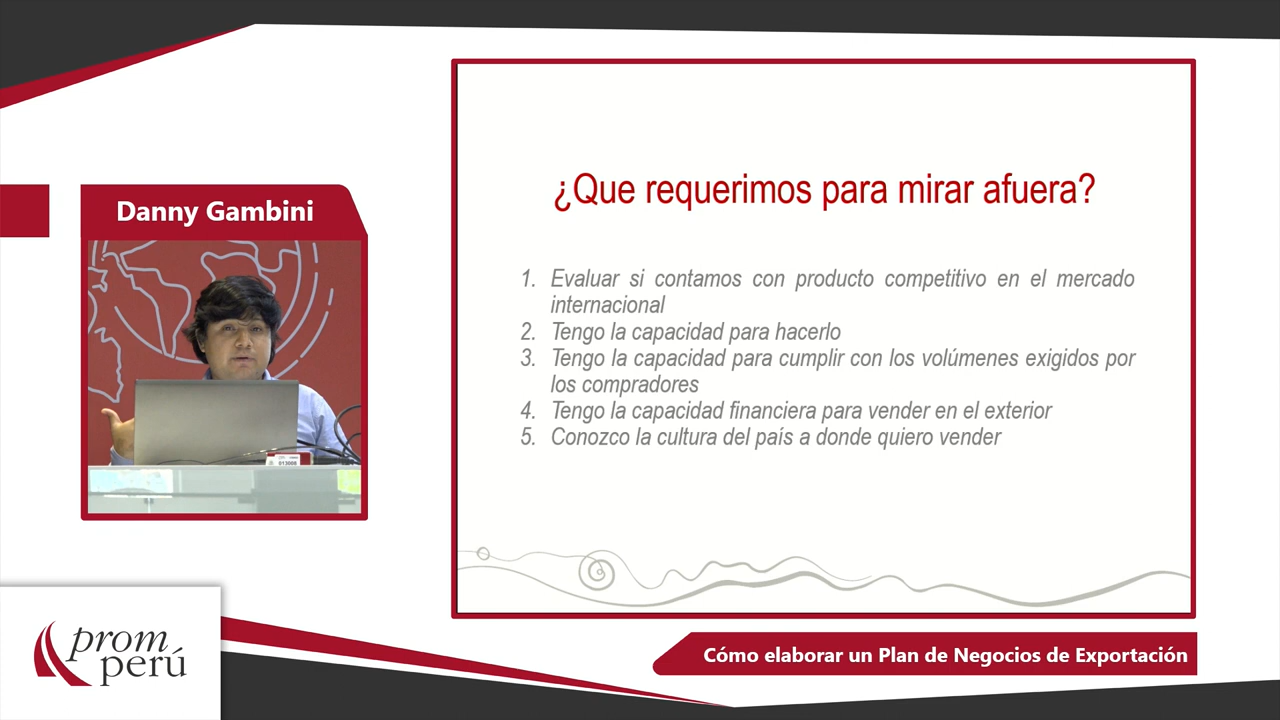 Danny Gambini
¿Que requerimos para mirar afuera?
1. Evaluar si contamos con producto competitivo en el mercado
internacional
2. Tengo la capacidad para hacerlo
3. Tengo la capacidad para cumplir con los volúmenes exigidos por
los compradores
4. Tengo la capacidad financiera para vender en el exterior
5. Conozco la cultura del país a donde quiero vender
prom
perú
Cómo elaborar un Plan de Negocios de Exportación